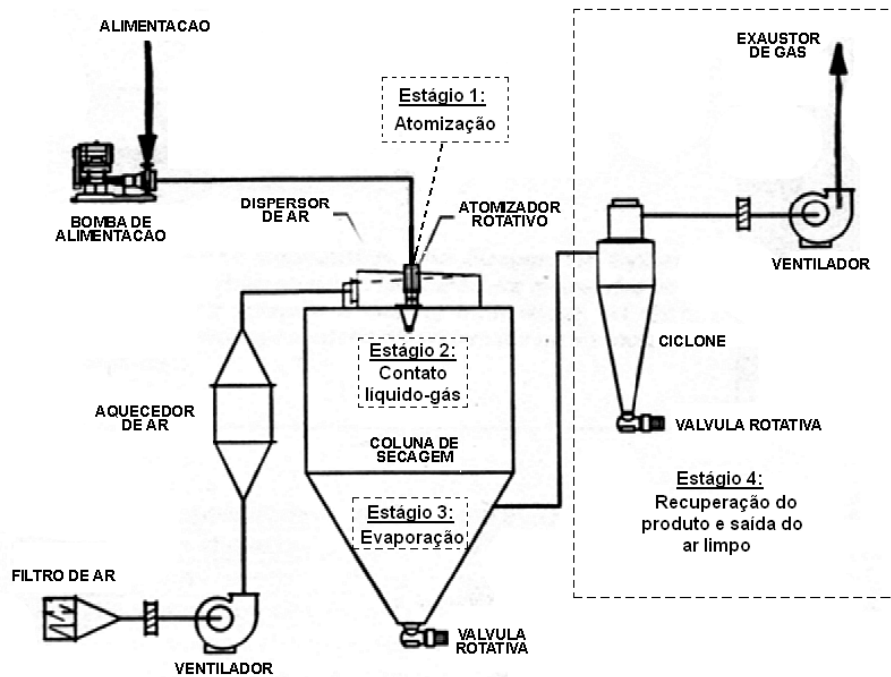 ALIMENTACAO
EXAUSTOR
DE GAS
Estágio 1:
Atomização
DISPERSOR
DE AR
ATOMIZADOR
ROTATIVO
BOMBA DE
ALIMENTACAO
VENTILADOR
Estágio 2:
Contato
líquido-gás
CICLONE
AQUECEDOR
DE AR
VALVULA ROTATIVA
COLUNA DE
SECAGEM
Estágio 4:
Recuperação do
produto e saída do
ar limpo
Estágio 3:
Evaporação
FILTRO DE AR
VALVULA
ROTATIVA
VENTILADOR